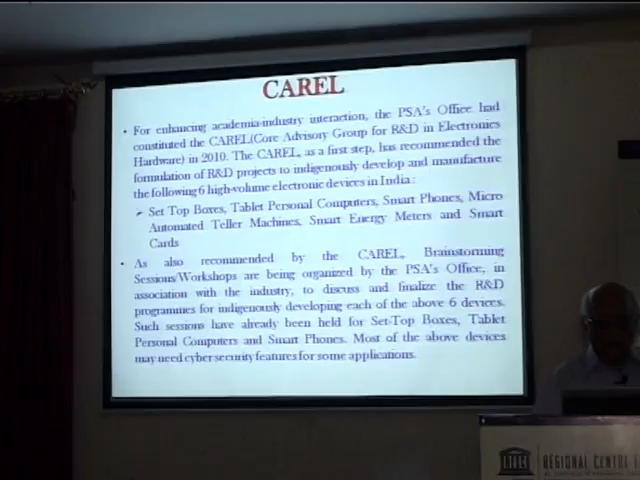 CAREL
• For enhancing academia-industry interaction, the PSA's Office had
constituted the CAREL(Core Advisory Group for R&D in Electronics
Hardware) in 2010. The CAREL, as a first step, has recommended the
formulation of R&D projects to indigenously develop and manufacture
the following 6 high-volume electronic devices in India :
➢ Set Top Boxes, Tablet Personal Computers, Smart Phones, Micro
Automated Teller Machines, Smart Energy Meters and Smart
Cards
• As also recommended by the CAREL, Brainstorming
Sessions/Workshops are being organized by the PSA's Office, in
association with the industry, to discuss and finalize the R&D
programmes for indigenously developing each of the above 6 devices.
Such sessions have already been held for Set-Top Boxes, Tablet
Personal Computers and Smart Phones. Most of the above devices
may need cyber security features for some applications.
REGIONAL CENTRE